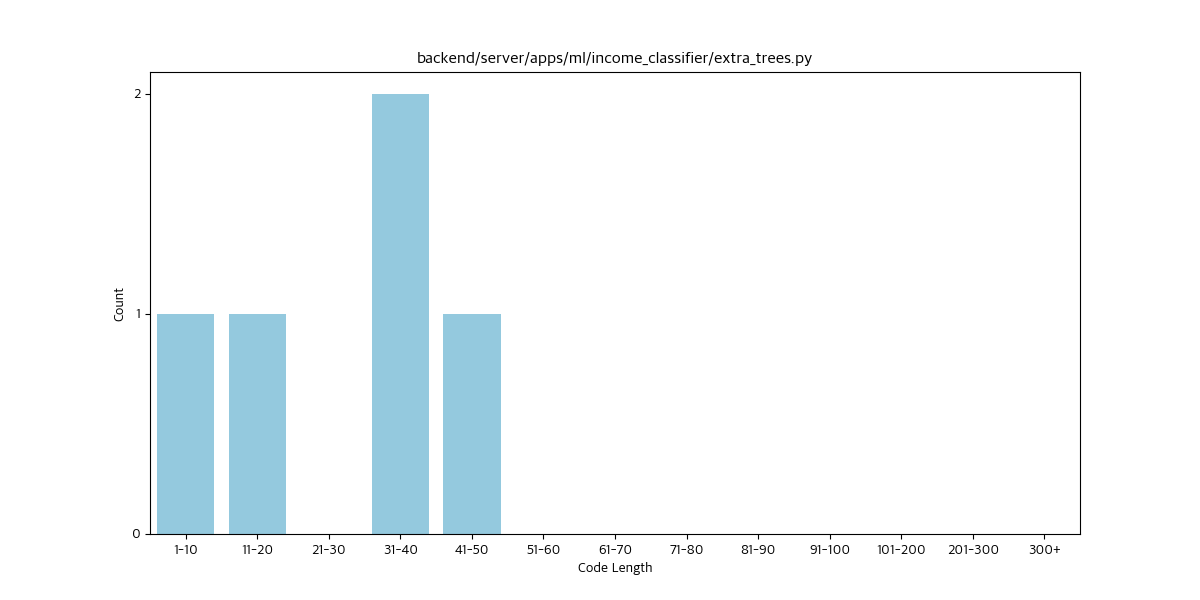 backend/server/apps/ml/income_classifier/extra_trees.py
2
1
0
Count
1-10 11-20 21-30 31-40 41-50 51-60 61-70 71-80 81-90 91-100 101-200 201-300 300+
Code Length